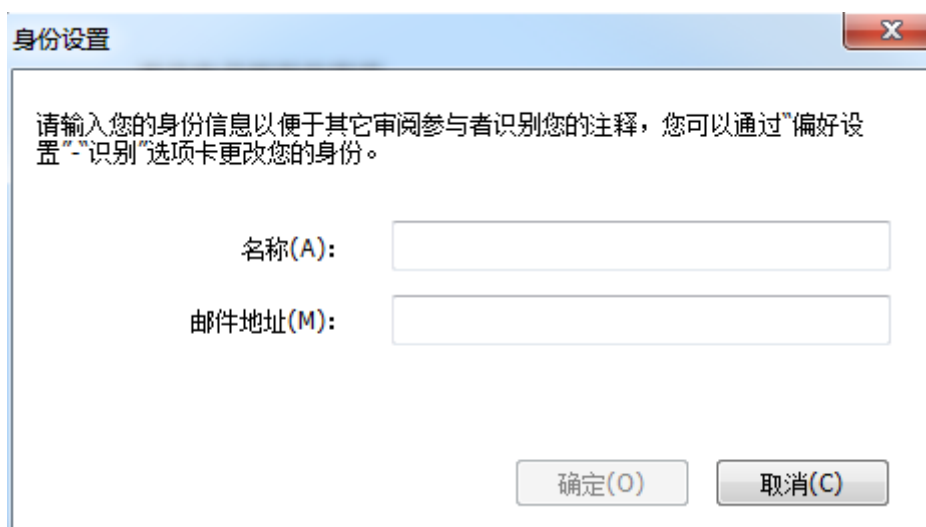 身份设置
请输入您的身份信息以便于其它审阅参与者识别您的注释，您可以通过“偏好设
置”-“识别”选项卡更改您的身份。
名称(A):
邮件地址(M):
确定(O)
取消(C)